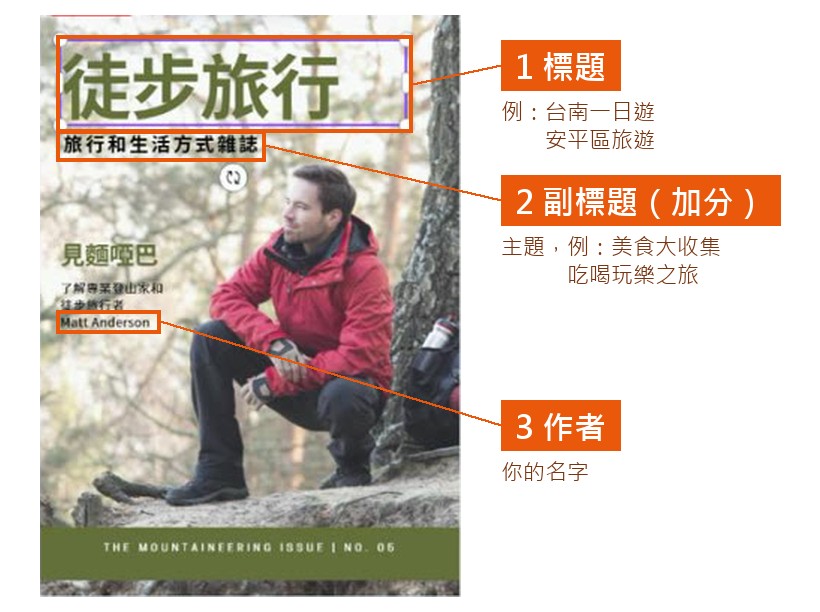 徒步旅行
旅行和生活方式雜誌
見麵啞巴
了解專業登山家和
徒步旅行者
Matt Anderson
THE MOUNTAINEERING ISSUE | NO. 06
1 標題
例：台南一日遊
安平區旅遊
2 副標題（加分）
主題，例：美食大收集
吃喝玩樂之旅
3 作者
你的名字